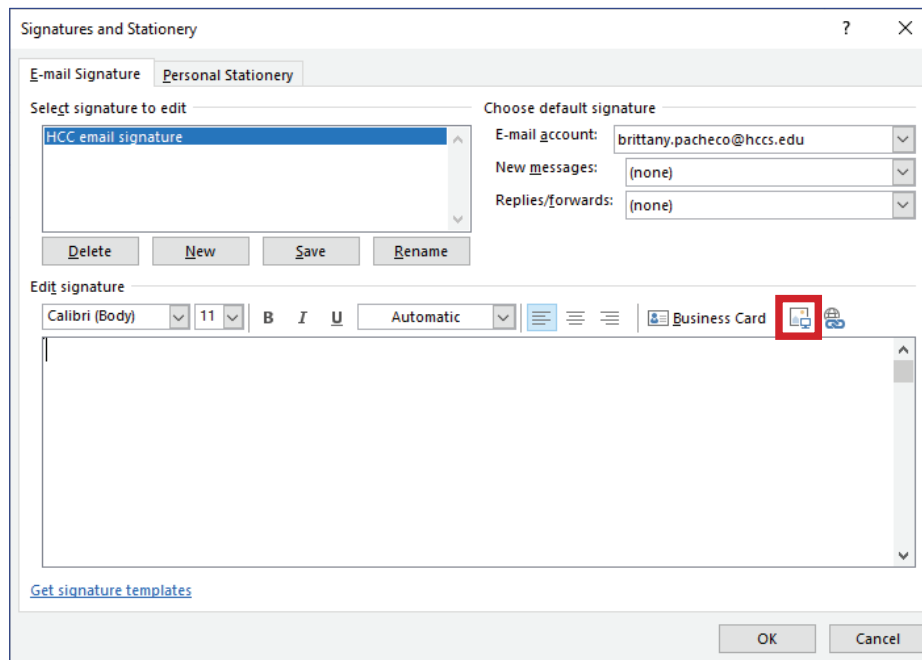 Signatures and Stationery ?
E-mail Signature Personal Stationery
Select signature to edit
HCC email signature
Choose default signature
E-mail account: brittany.pacheco@hccs.edu
New messages: (none)
Replies/forwards: (none)
Delete New Save Rename
Edit signature
Calibri (Body) 11 B I U Automatic Business Card
Get signature templates
OK Cancel